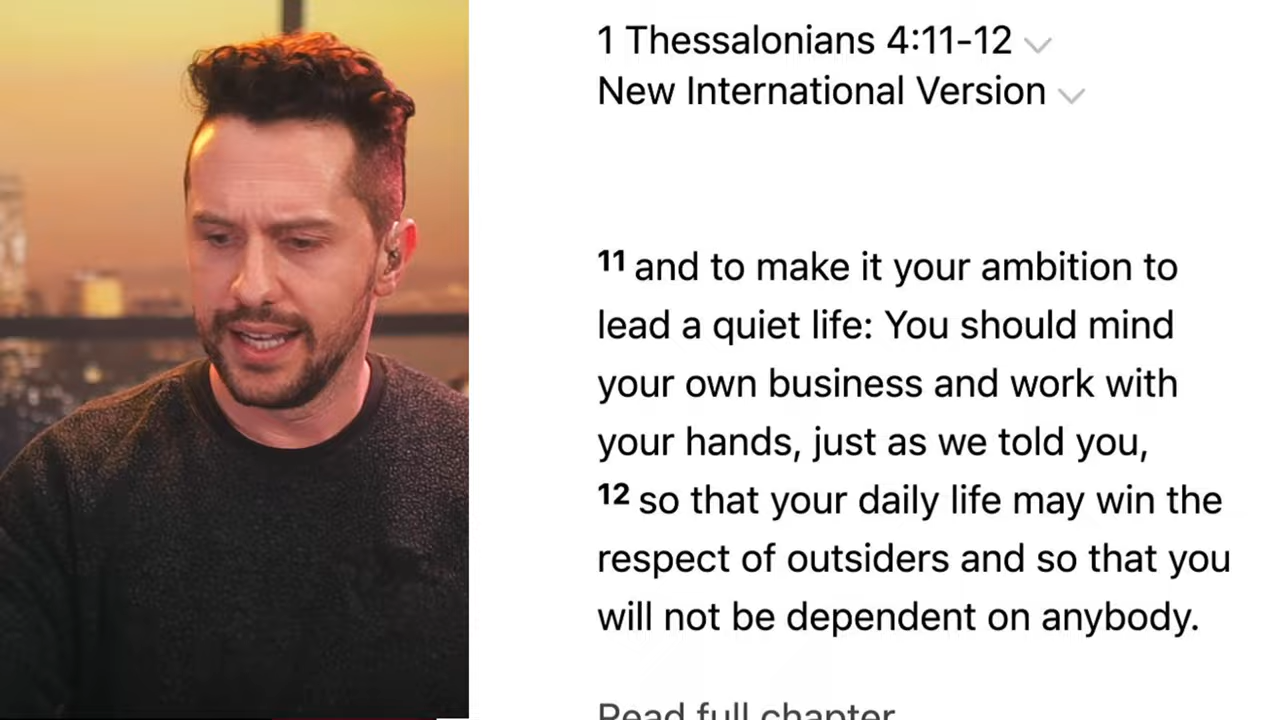 1 Thessalonians 4:11-12
New International Version
11 and to make it your ambition to
lead a quiet life: You should mind
your own business and work with
your hands, just as we told you,
12 so that your daily life may win the
respect of outsiders and so that you
will not be dependent on anybody.
Read full chapter